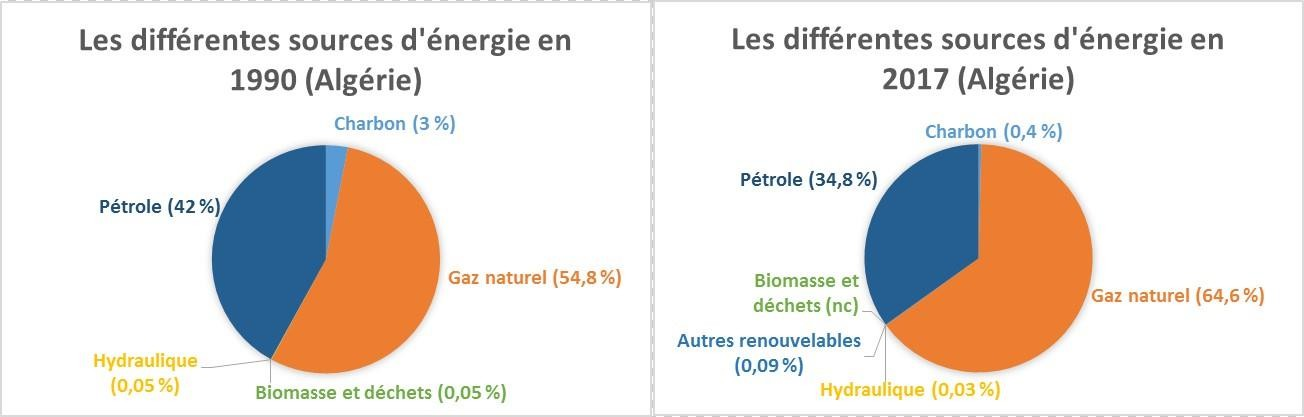 Les différentes sources d'énergie en
1990 (Algérie)
Charbon (3 %)
Pétrole (42 %)
Gaz naturel (54,8 %)
Hydraulique
(0,05 %)
Biomasse et déchets (0,05 %)
Les différentes sources d'énergie en
2017 (Algérie)
Charbon (0,4 %)
Pétrole (34,8 %)
Biomasse et
déchets (nc)
Gaz naturel (64,6 %)
Autres renouvelables
(0,09 %)
Hydraulique (0,03 %)